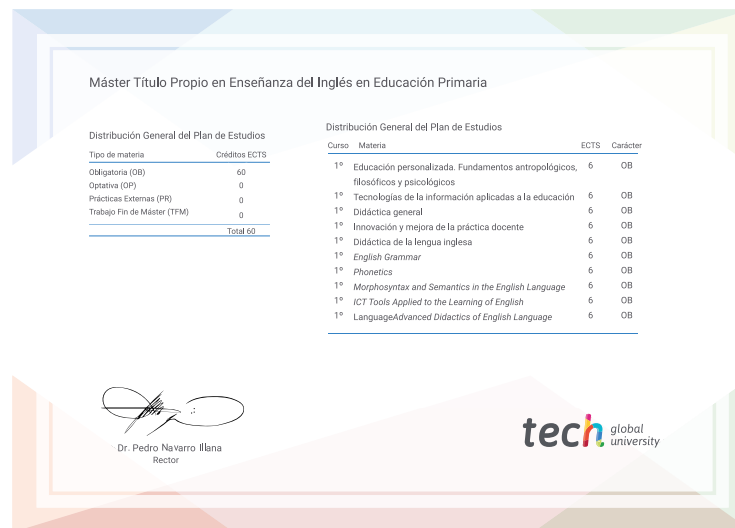 Máster Título Propio en Enseñanza del Inglés en Educación Primaria
Distribución General del Plan de Estudios
Tipo de materia Créditos ECTS
Obligatoria (OB) 60
Optativa (OP) 0
Prácticas Externas (PR) 0
Trabajo Fin de Máster (TFM) 0
Total 60
Distribución General del Plan de Estudios
Curso Materia ECTS Carácter
1º Educación personalizada. Fundamentos antropológicos, 6 OB
filosóficos y psicológicos
1º Tecnologías de la información aplicadas a la educación 6 OB
1º Didáctica general 6 OB
1º Innovación y mejora de la práctica docente 6 OB
1º Didáctica de la lengua inglesa 6 OB
1º English Grammar 6 OB
1º Phonetics 6 OB
1º Morphosyntax and Semantics in the English Language 6 OB
1º ICT Tools Applied to the Learning of English 6 OB
1º LanguageAdvanced Didactics of English Language 6 OB
Dr. Pedro Navarro Illana
Rector
tech global
university